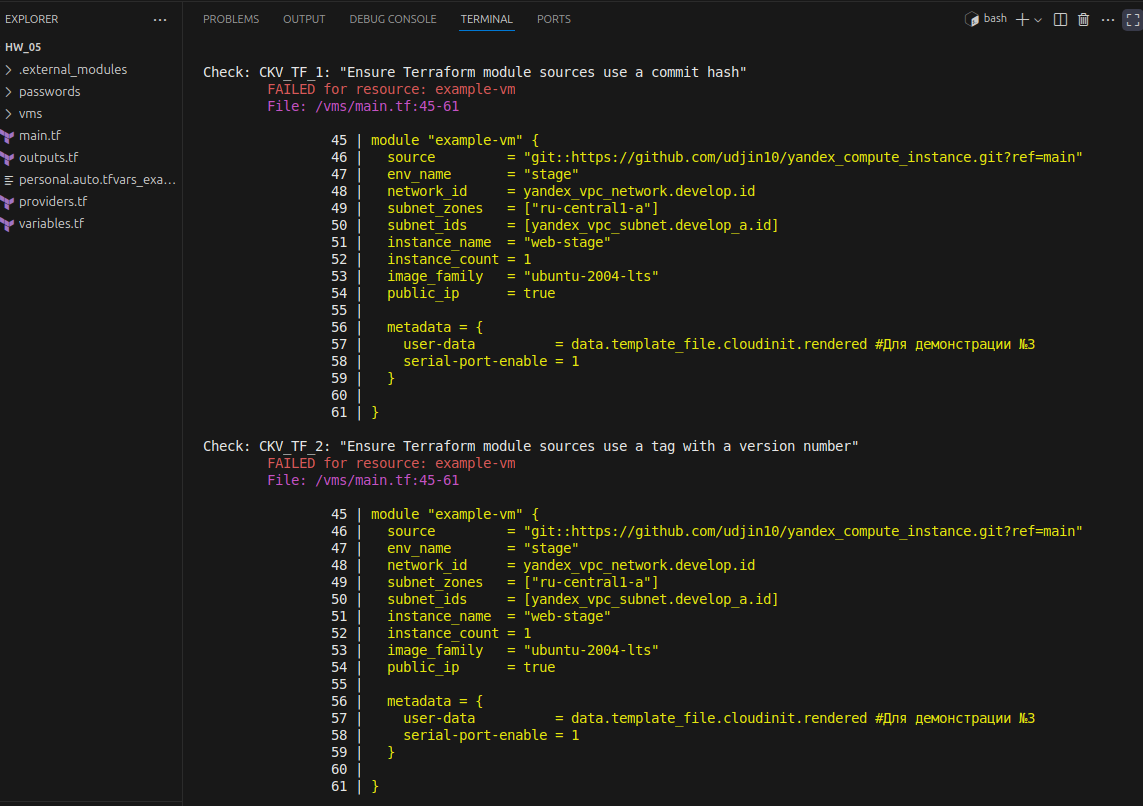 EXPLORER
PROBLEMS OUTPUT DEBUG CONSOLE TERMINAL PORTS
bash
HW_05
.external_modules
passwords
vms
main.tf
outputs.tf
personal.auto.tfvars_exa...
providers.tf
variables.tf
Check: CKV_TF_1: "Ensure Terraform module sources use a commit hash"
FAILED for resource: example-vm
File: /vms/main.tf:45-61
45 | module "example-vm" {
46 |   source         = "git::https://github.com/udjin10/yandex_compute_instance.git?ref=main"
47 |   env_name       = "stage"
48 |   network_id     = yandex_vpc_network.develop.id
49 |   subnet_zones   = ["ru-central1-a"]
50 |   subnet_ids     = [yandex_vpc_subnet.develop_a.id]
51 |   instance_name  = "web-stage"
52 |   instance_count = 1
53 |   image_family   = "ubuntu-2004-lts"
54 |   public_ip      = true
55 |
56 |   metadata = {
57 |     user-data          = data.template_file.cloudinit.rendered #Для демонстрации №3
58 |     serial-port-enable = 1
59 |   }
60 |
61 | }
Check: CKV_TF_2: "Ensure Terraform module sources use a tag with a version number"
FAILED for resource: example-vm
File: /vms/main.tf:45-61
45 | module "example-vm" {
46 |   source         = "git::https://github.com/udjin10/yandex_compute_instance.git?ref=main"
47 |   env_name       = "stage"
48 |   network_id     = yandex_vpc_network.develop.id
49 |   subnet_zones   = ["ru-central1-a"]
50 |   subnet_ids     = [yandex_vpc_subnet.develop_a.id]
51 |   instance_name  = "web-stage"
52 |   instance_count = 1
53 |   image_family   = "ubuntu-2004-lts"
54 |   public_ip      = true
55 |
56 |   metadata = {
57 |     user-data          = data.template_file.cloudinit.rendered #Для демонстрации №3
58 |     serial-port-enable = 1
59 |   }
60 |
61 | }